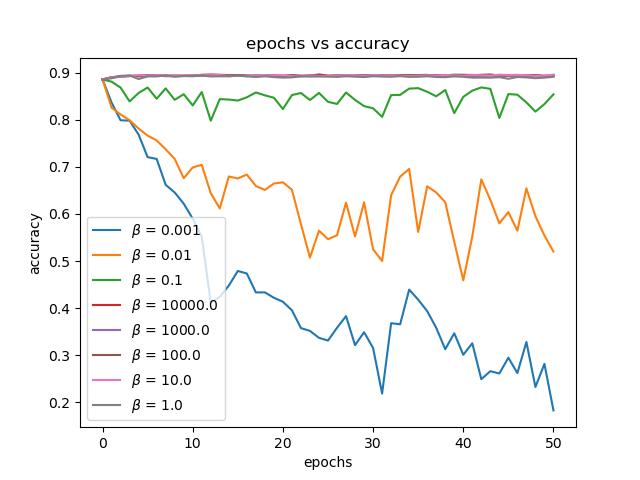 epochs vs accuracy
accuracy
0.9
0.8
0.7
0.6
0.5
0.4
0.3
0.2
β = 0.001
β = 0.01
β = 0.1
β = 10000.0
β = 1000.0
β = 100.0
β = 10.0
β = 1.0
0 10 20 30 40 50
epochs